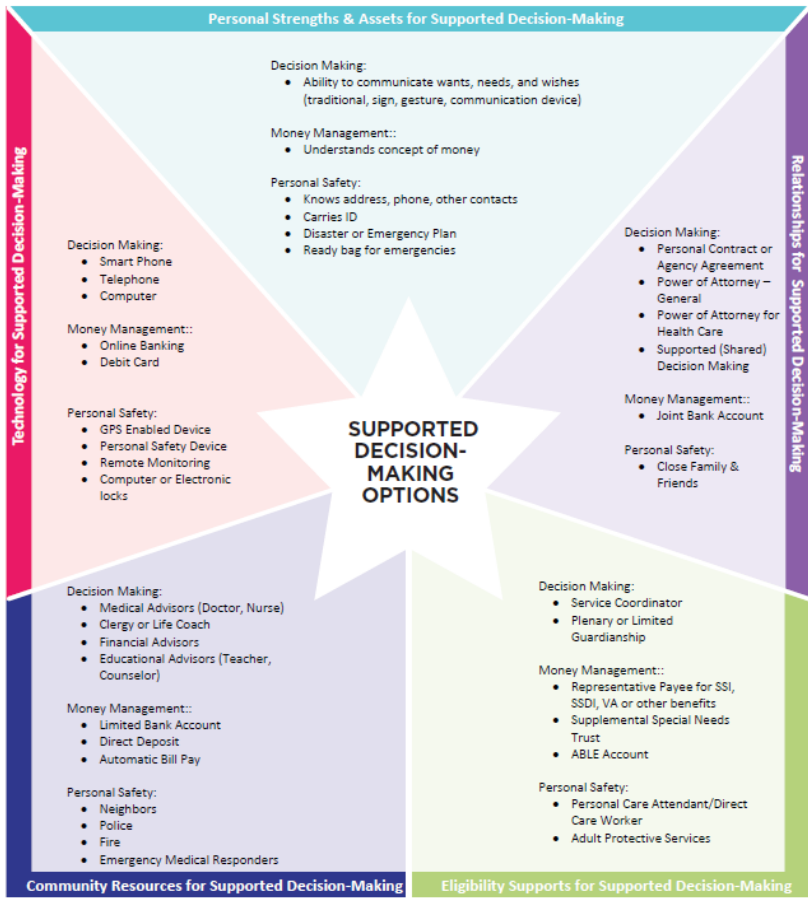 Personal Strengths & Assets for Supported Decision-Making
Decision Making:
• Ability to communicate wants, needs, and wishes
(traditional, sign, gesture, communication device)
Money Management::
• Understands concept of money
Personal Safety:
• Knows address, phone, other contacts
• Carries ID
• Disaster or Emergency Plan
• Ready bag for emergencies
Technology for Supported Decision-Making
Decision Making:
• Smart Phone
• Telephone
• Computer
Money Management::
• Online Banking
• Debit Card
Personal Safety:
• GPS Enabled Device
• Personal Safety Device
• Remote Monitoring
• Computer or Electronic
locks
Relationships for Supported Decision-Making
Decision Making:
• Personal Contract or
Agency Agreement
• Power of Attorney –
General
• Power of Attorney for
Health Care
• Supported (Shared)
Decision Making
Money Management::
• Joint Bank Account
Personal Safety:
• Close Family &
Friends
SUPPORTED
DECISION-
MAKING
OPTIONS
Decision Making:
• Medical Advisors (Doctor, Nurse)
• Clergy or Life Coach
• Financial Advisors
• Educational Advisors (Teacher,
Counselor)
Money Management::
• Limited Bank Account
• Direct Deposit
• Automatic Bill Pay
Personal Safety:
• Neighbors
• Police
• Fire
• Emergency Medical Responders
Community Resources for Supported Decision-Making
Decision Making:
• Service Coordinator
• Plenary or Limited
Guardianship
Money Management::
• Representative Payee for SSI,
SSDI, VA or other benefits
• Supplemental Special Needs
Trust
• ABLE Account
Personal Safety:
• Personal Care Attendant/Direct
Care Worker
• Adult Protective Services
Eligibility Supports for Supported Decision-Making